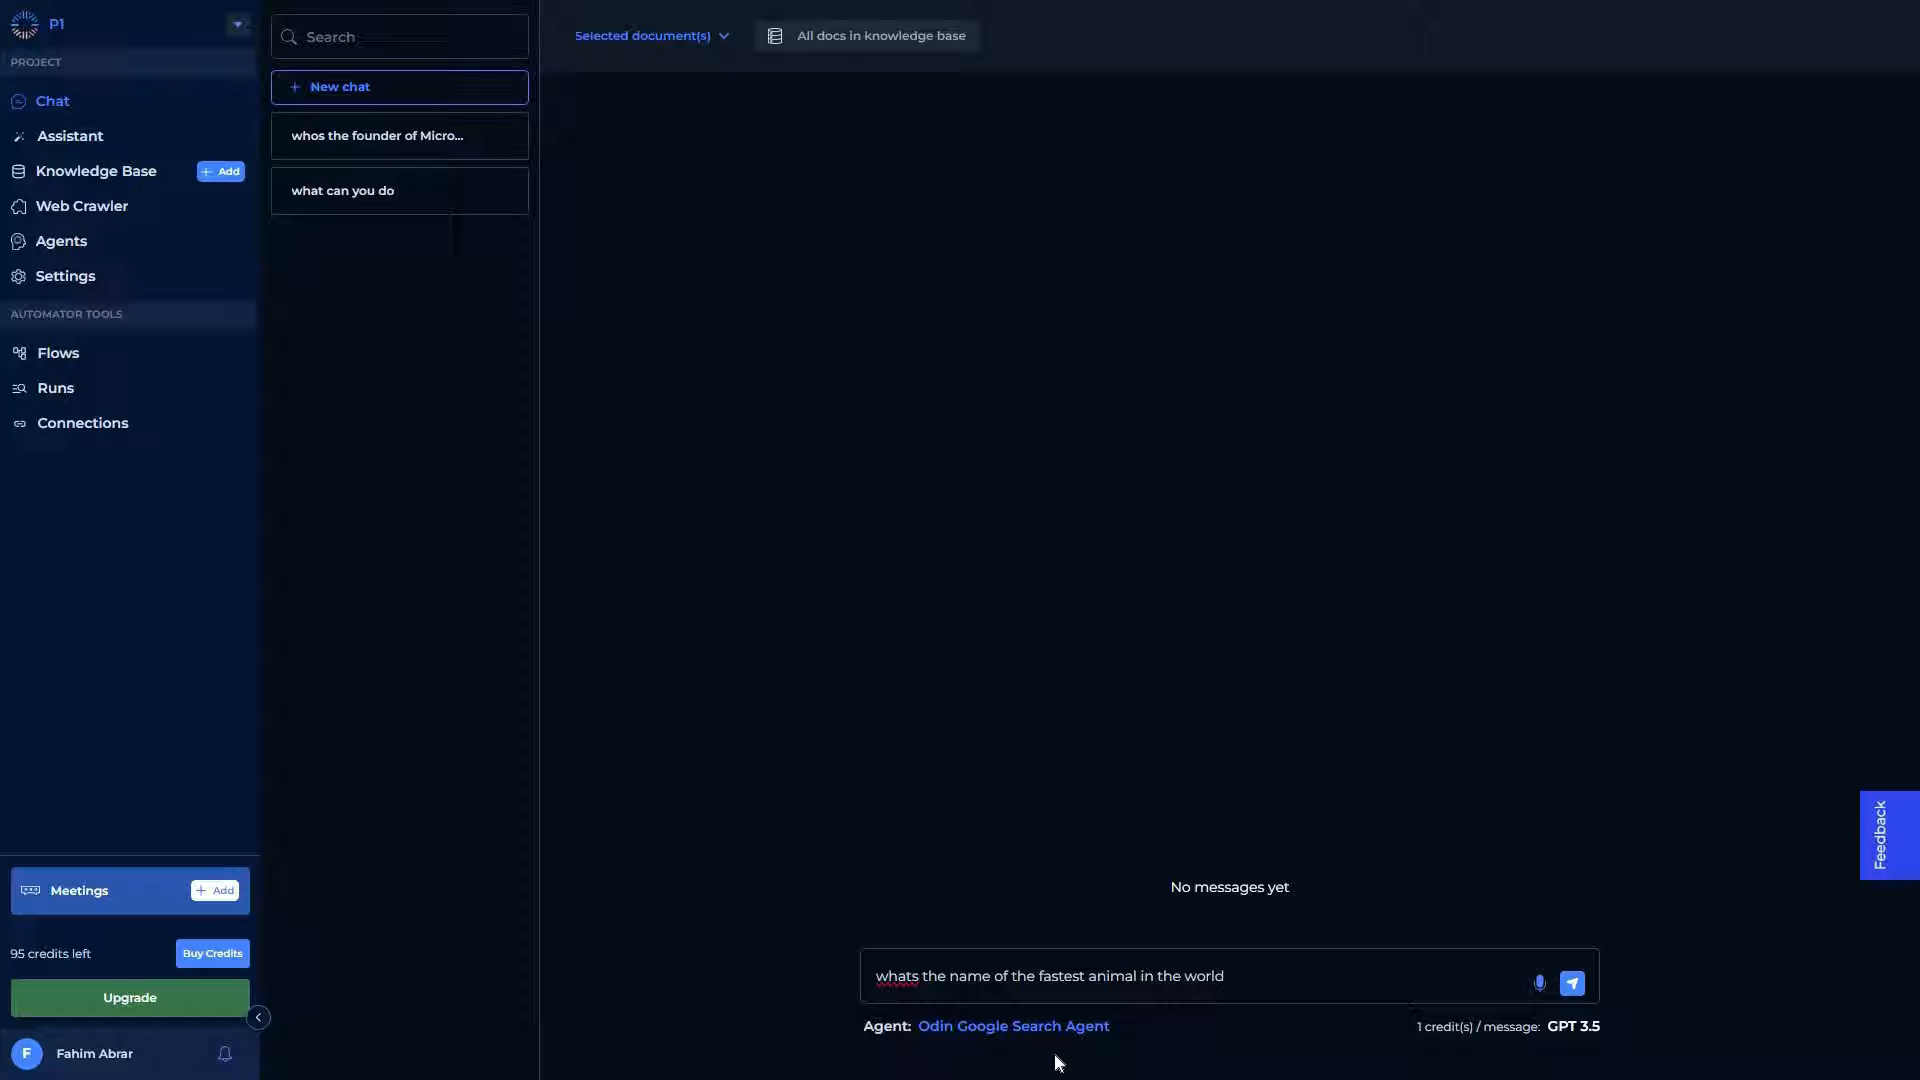 P1
PROJECT
Chat
Assistant
Knowledge Base
Add
Web Crawler
Agents
Settings
AUTOMATOR TOOLS
Flows
Runs
Connections
Meetings
Add
95 credits left
Buy Credits
Upgrade
F
Fahim Abrar
Search
New chat
whos the founder of Micro...
what can you do
Selected document(s)
All docs in knowledge base
No messages yet
whats the name of the fastest animal in the world
Agent: Odin Google Search Agent
1 credit(s) / message: GPT 3.5
Feedback